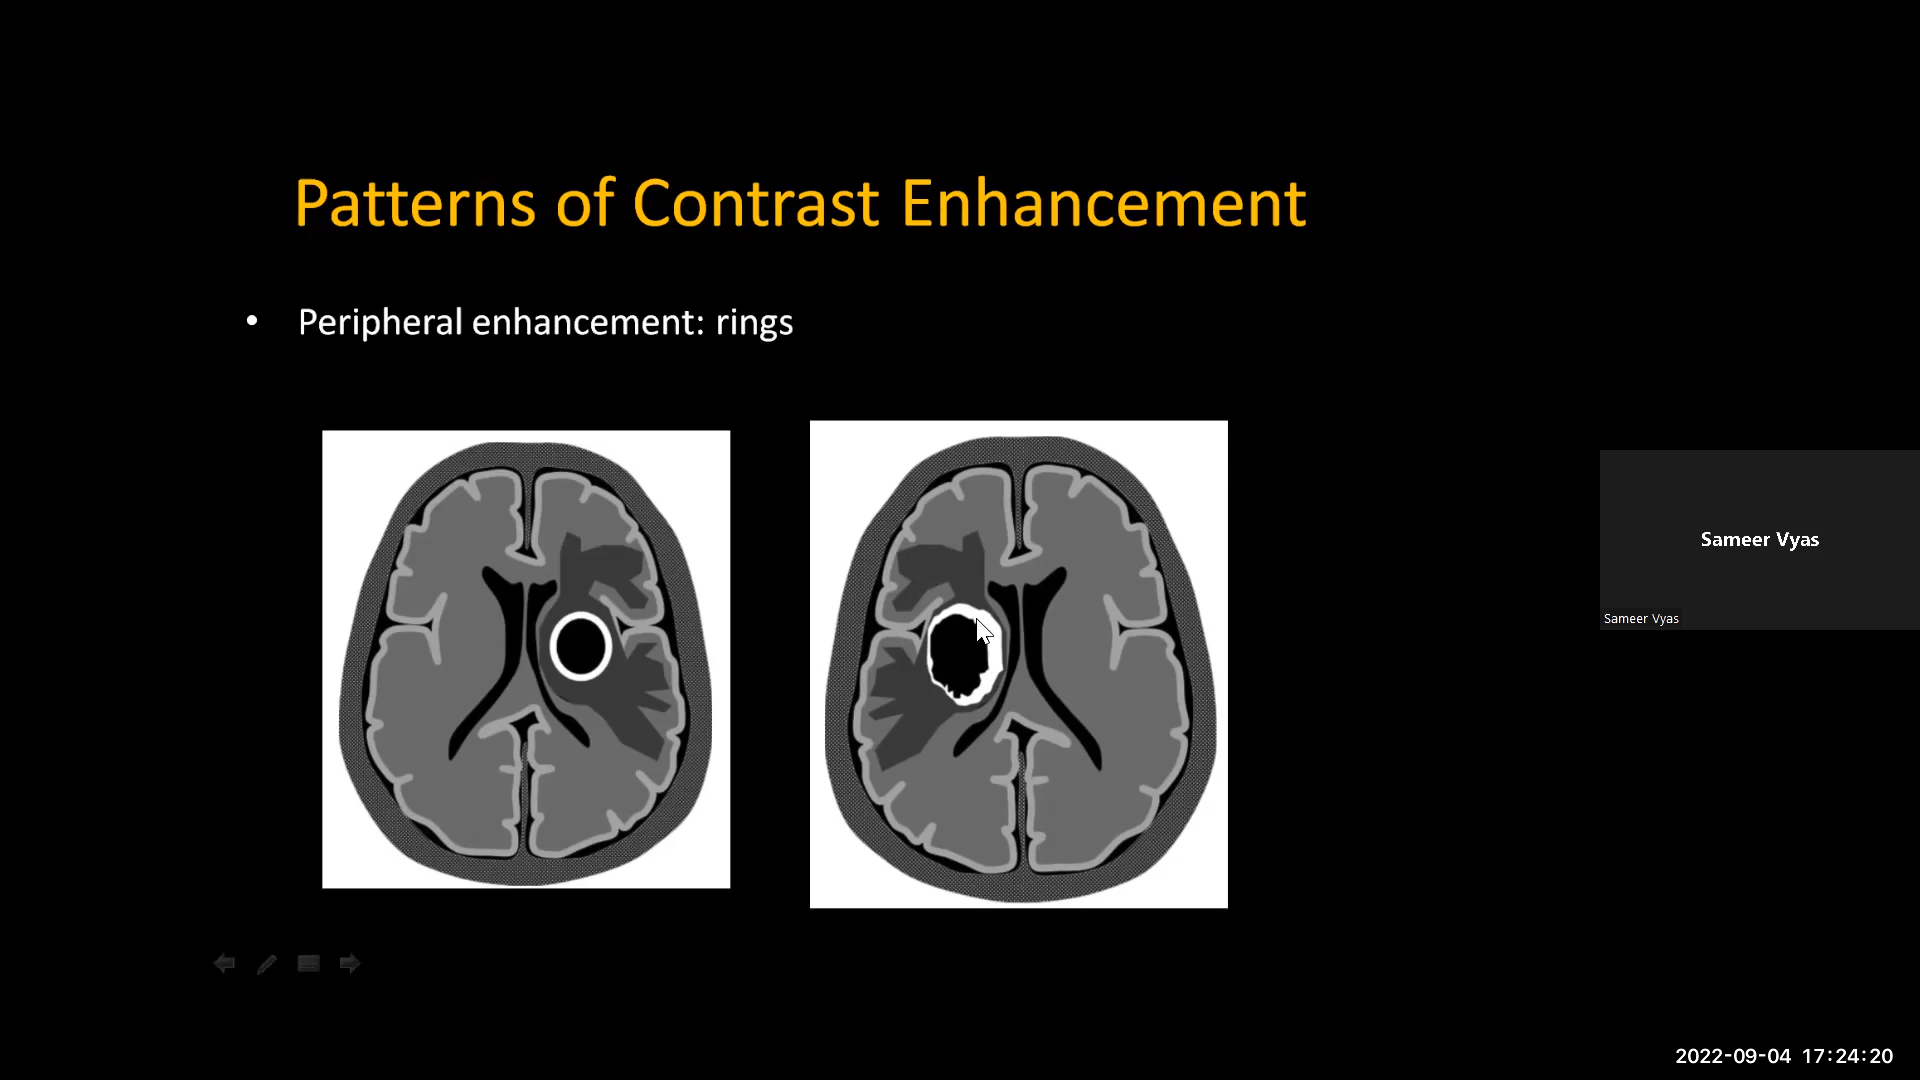 Patterns of Contrast Enhancement
• Peripheral enhancement: rings
Sameer Vyas
Sameer Vyas
2022-09-04 17:24:20